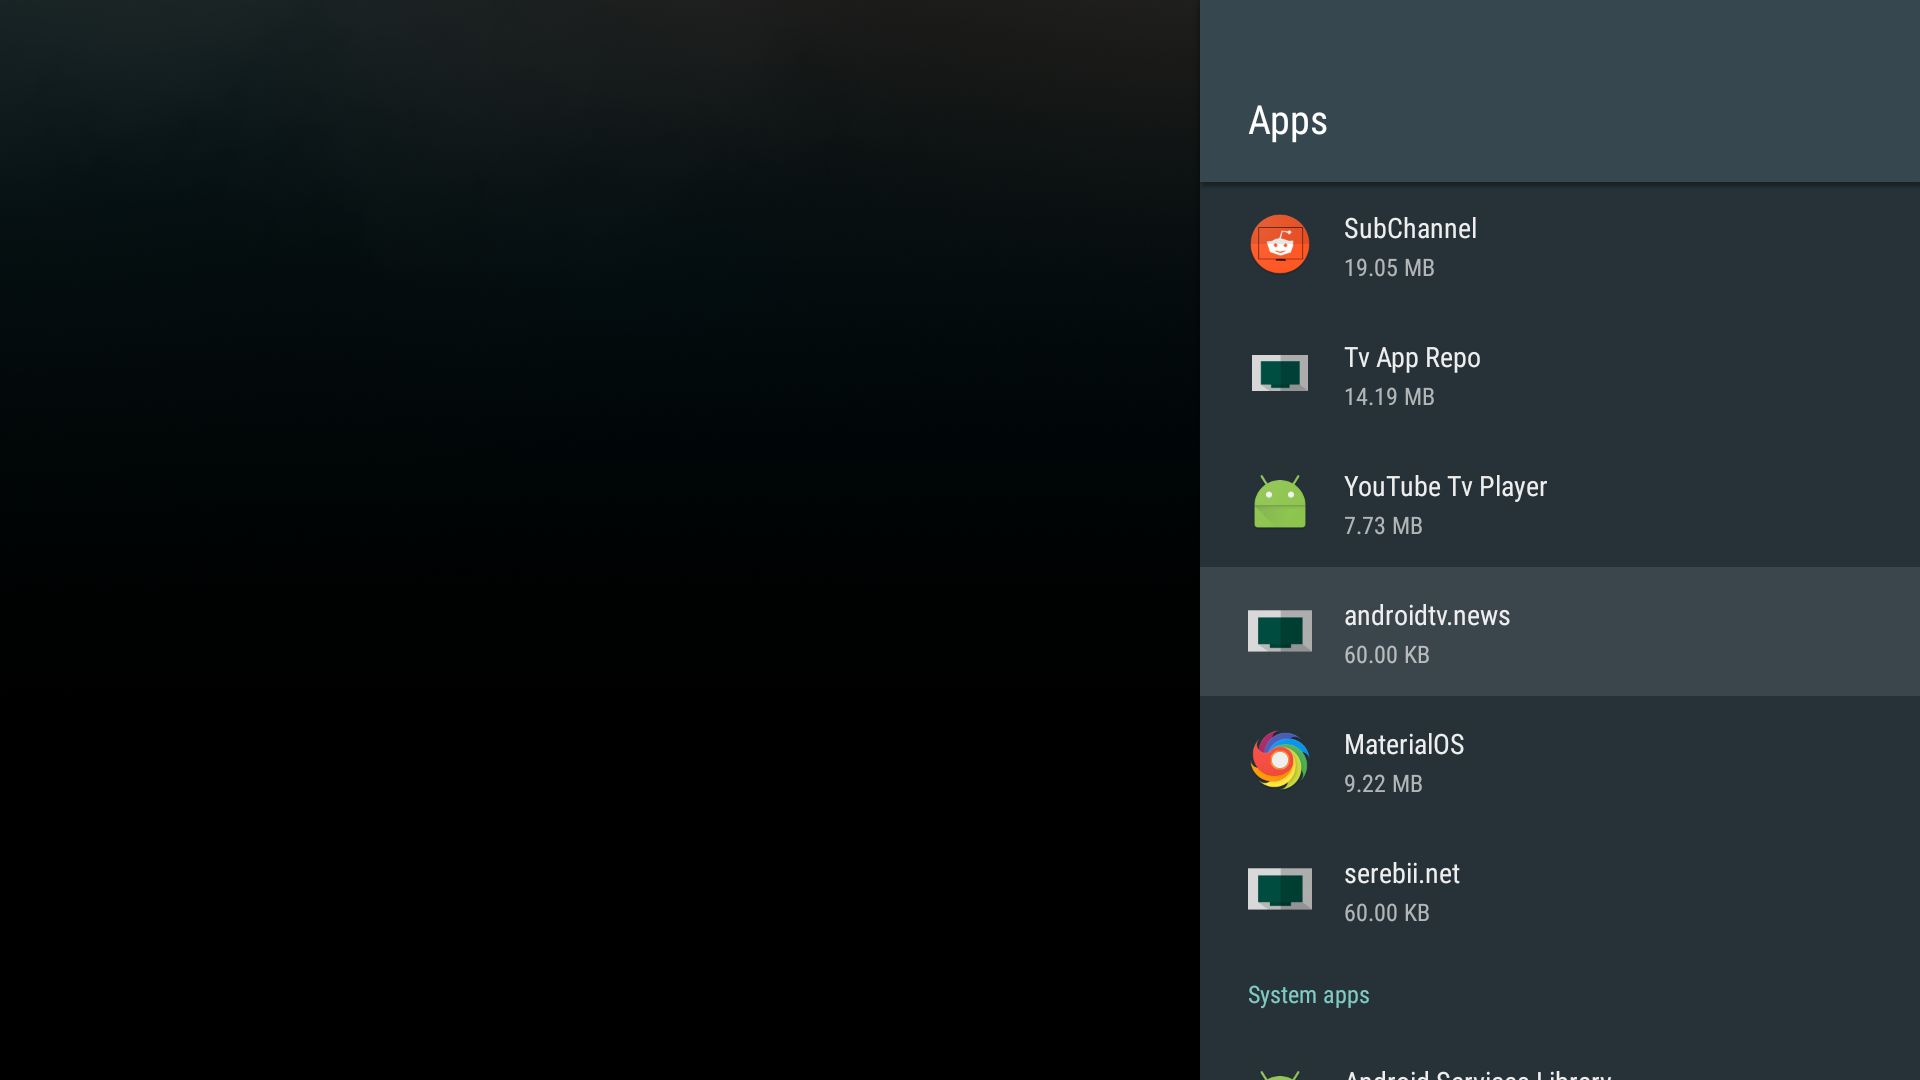 Apps
SubChannel
19.05 MB
Tv App Repo
14.19 MB
YouTube Tv Player
7.73 MB
androidtv.news
60.00 KB
MaterialOS
9.22 MB
serebii.net
60.00 KB
System apps
Android Services Library